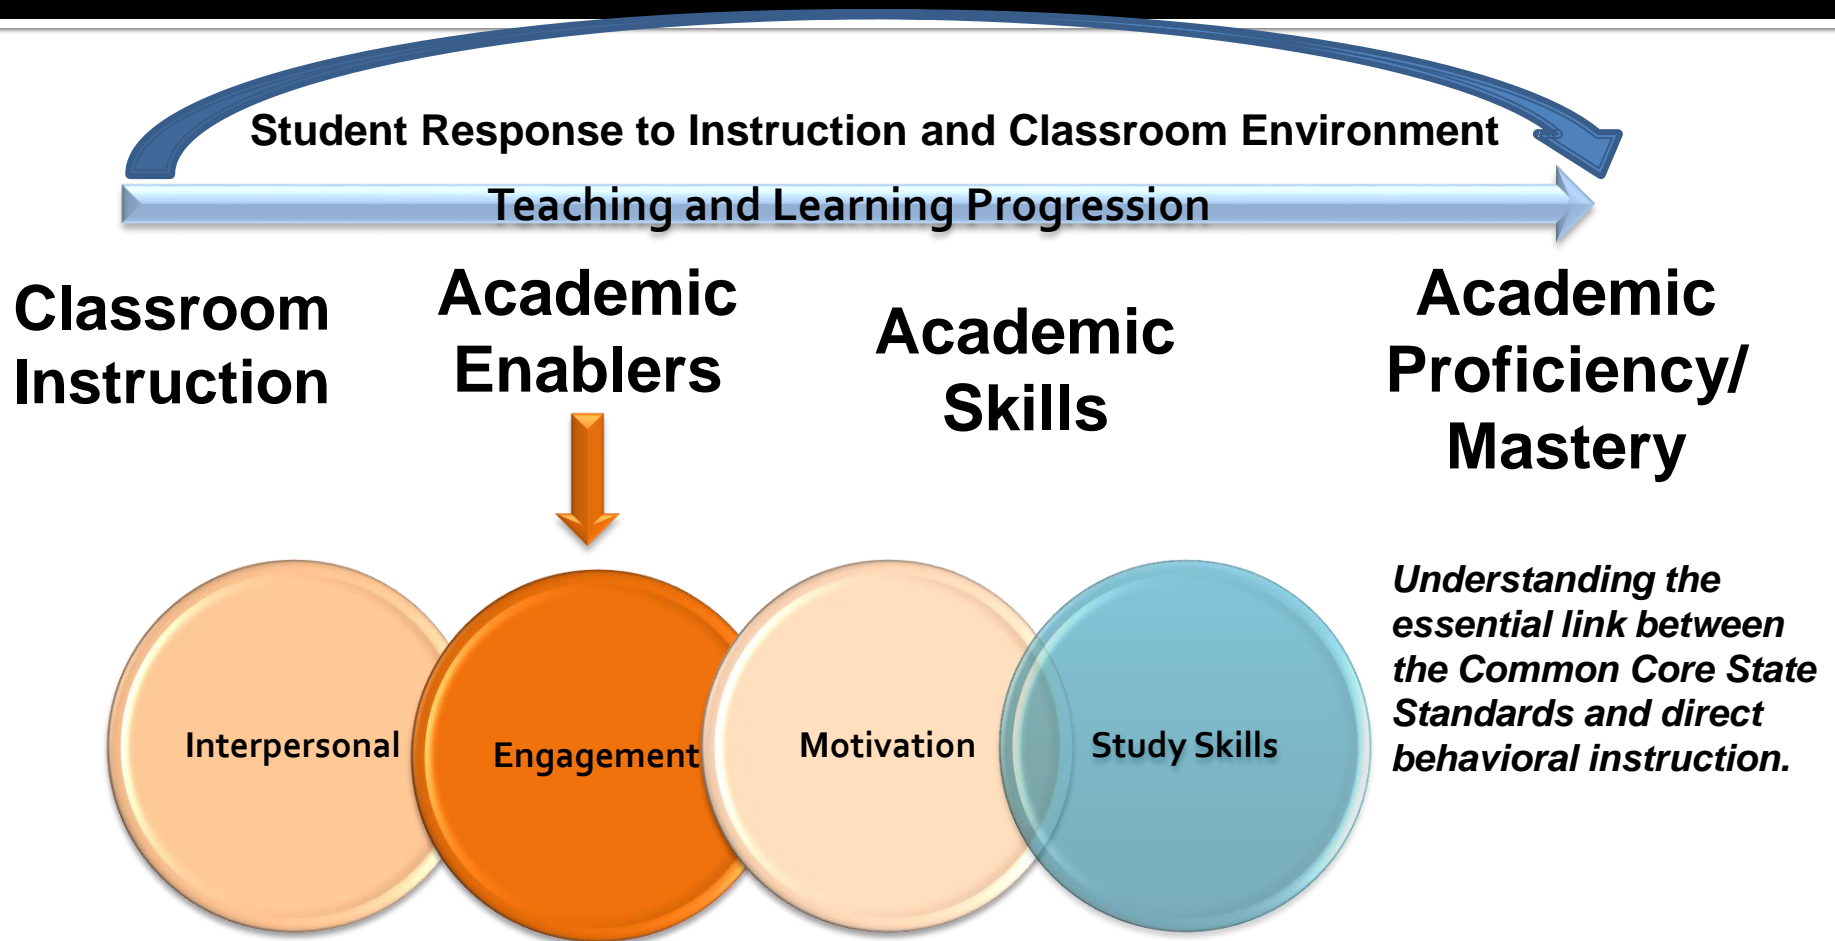 Student Response to Instruction and Classroom Environment
Teaching and Learning Progression
Classroom
Instruction
Academic
Enablers
Academic
Skills
Academic
Proficiency/
Mastery
Interpersonal
Engagement
Motivation
Study Skills
Understanding the
essential link between
the Common Core State
Standards and direct
behavioral instruction.